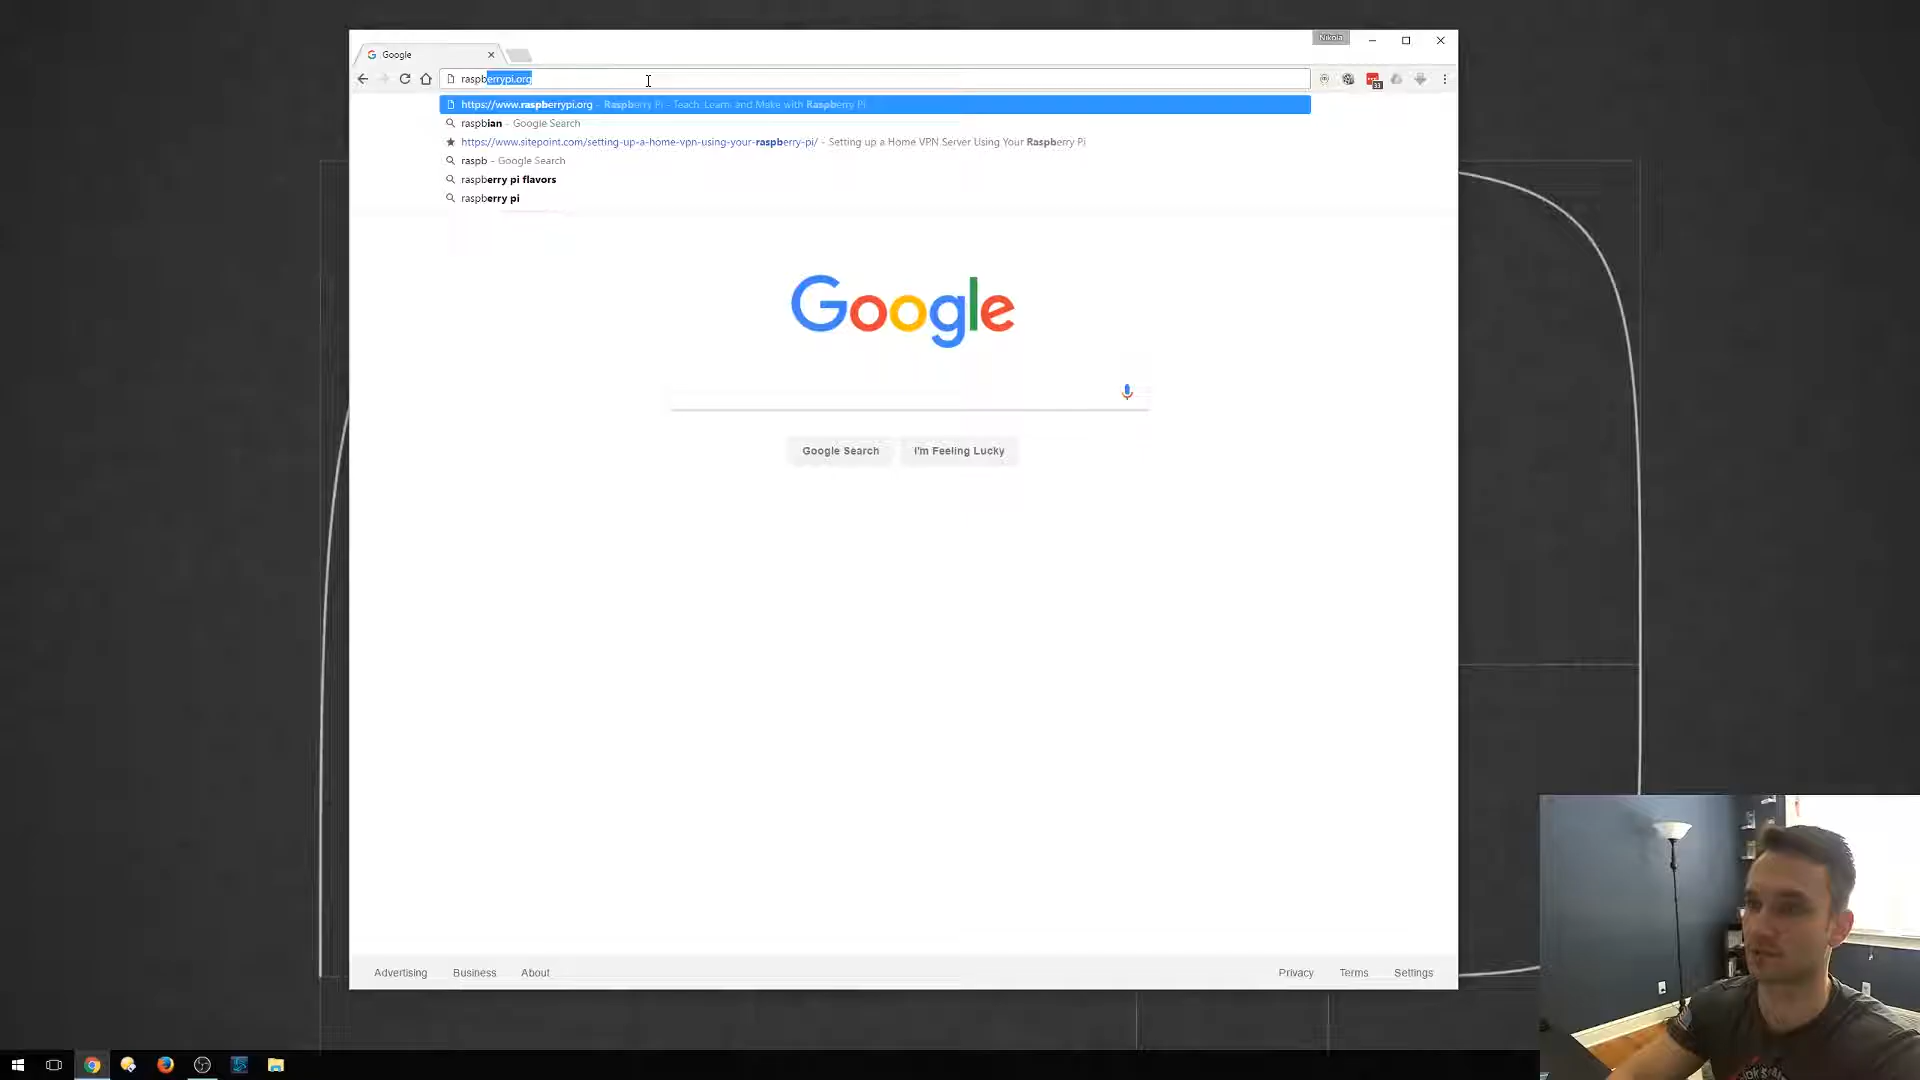 Nikola
Google
raspberrypi.org
https://www.raspberrypi.org - Raspberry Pi - Teach, Learn, and Make with Raspberry Pi
raspbian - Google Search
https://www.sitepoint.com/setting-up-a-home-vpn-using-your-raspberry-pi/ - Setting up a Home VPN Server Using Your Raspberry Pi
raspb - Google Search
raspberry pi flavors
raspberry pi
Google
Google Search
I'm Feeling Lucky
Advertising
Business
About
Privacy
Terms
Settings